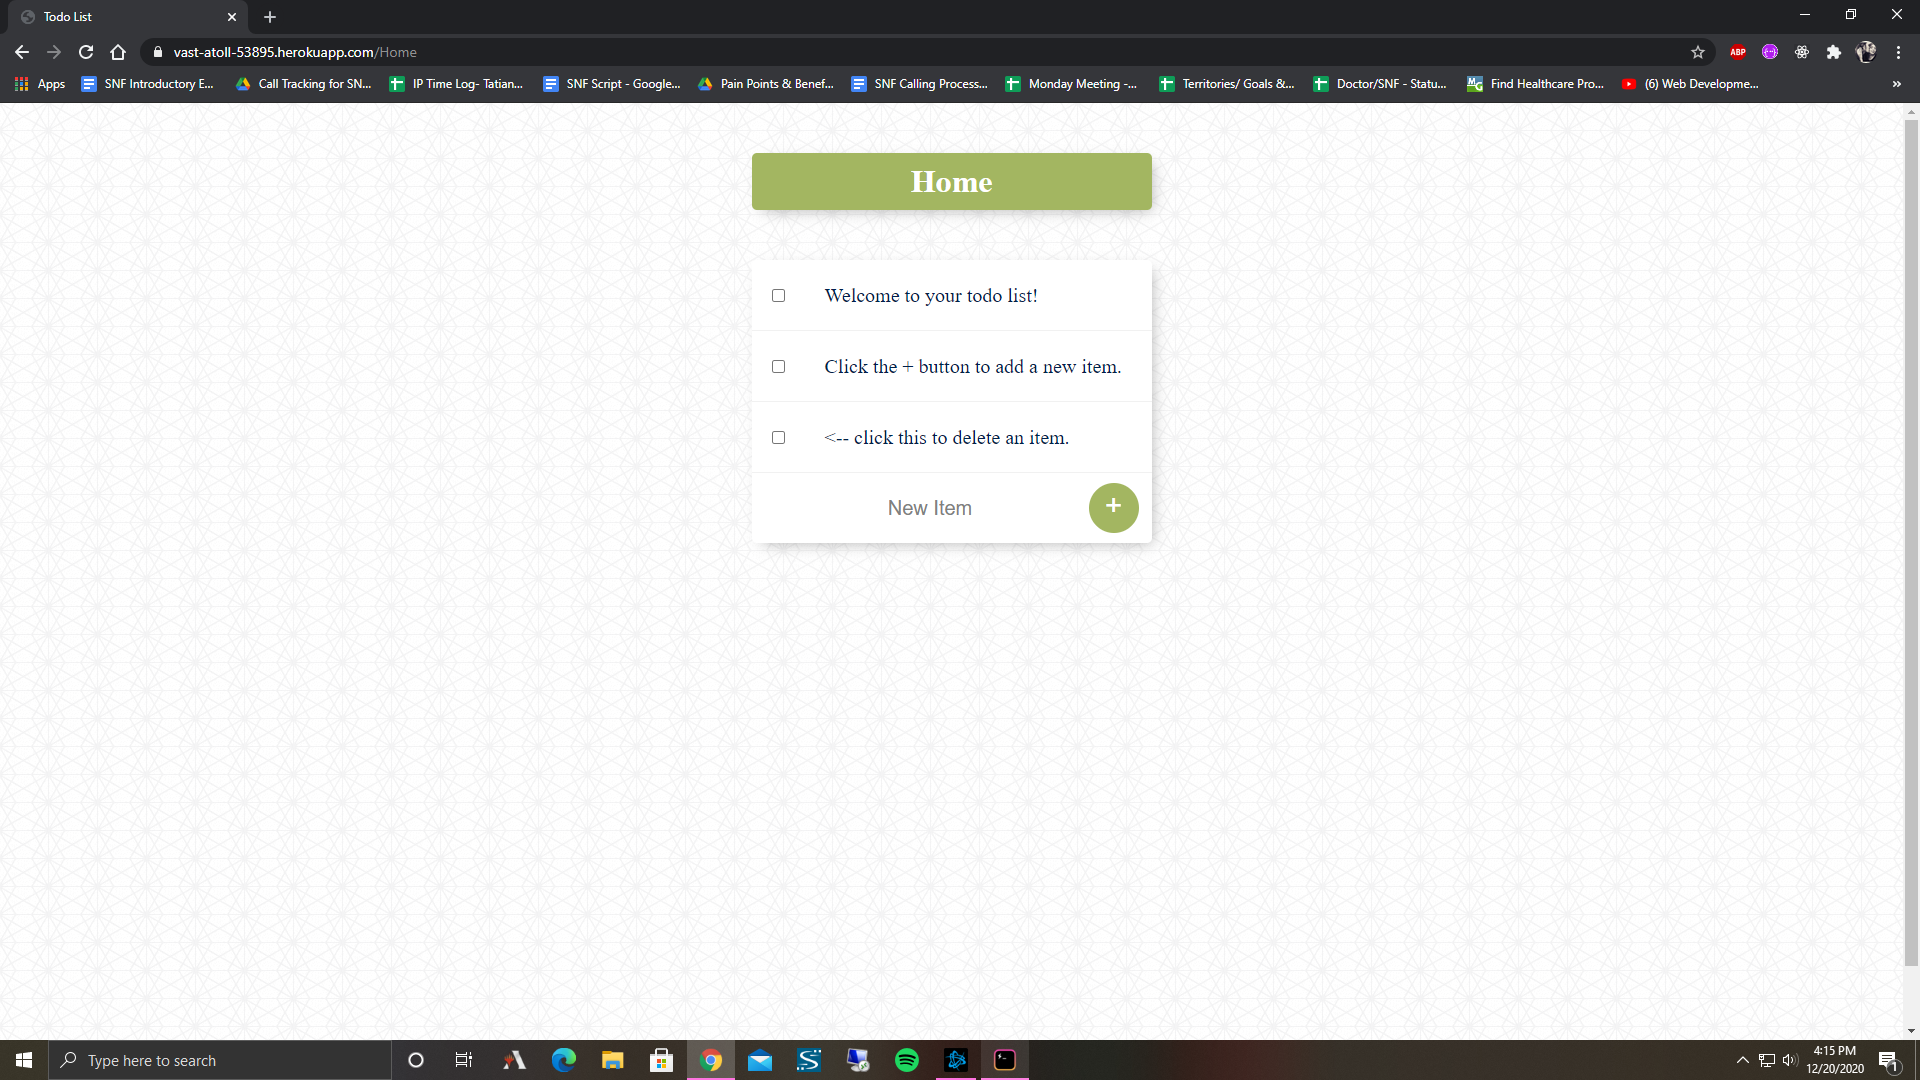 Todo List
vast-atoll-53895.herokuapp.com/Home
ABP
Apps
SNF Introductory E...
Call Tracking for SN...
IP Time Log- Tatian...
SNF Script - Google...
Pain Points & Benef...
SNF Calling Process...
Monday Meeting -...
Territories/ Goals &...
Doctor/SNF - Statu...
MG
Find Healthcare Pro...
(6) Web Developme...
»
Home
Welcome to your todo list!
Click the + button to add a new item.
<-- click this to delete an item.
New Item
+
Type here to search
4:15 PM
12/20/2020
1